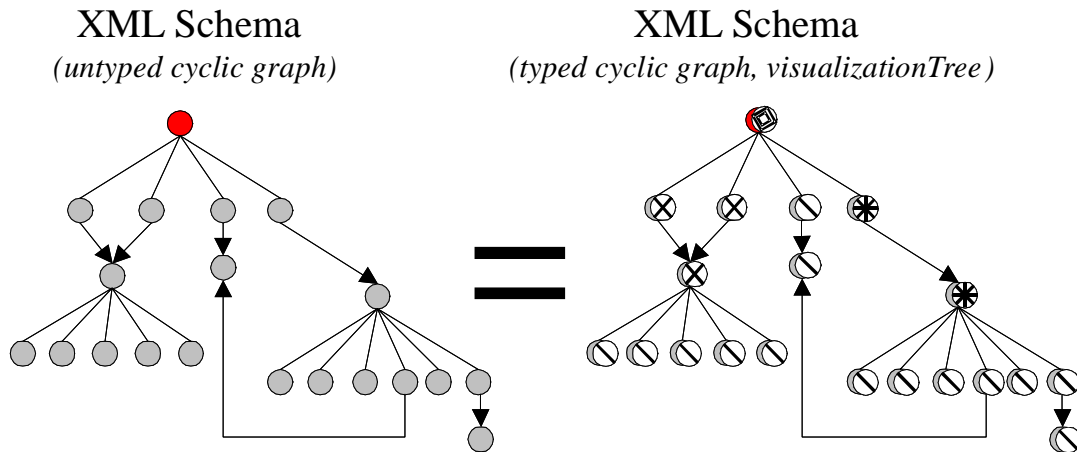 XML Schema
(untyped cyclic graph)
XML Schema
(typed cyclic graph, visualizationTree)